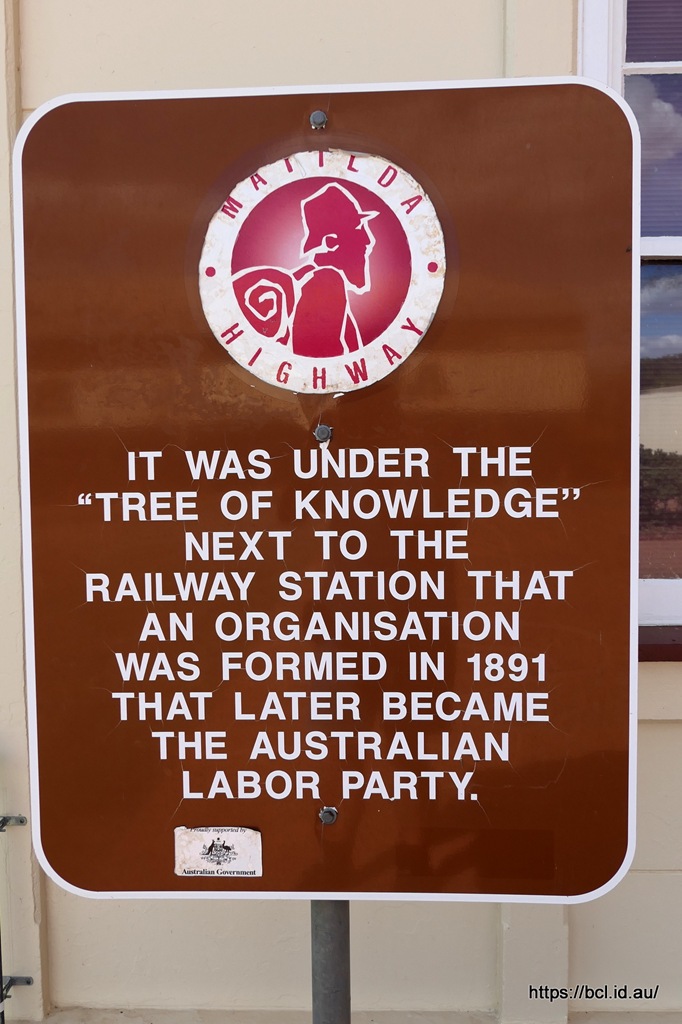 MATILDA
HIGHWAY
IT WAS UNDER THE
“TREE OF KNOWLEDGE”
NEXT TO THE
RAILWAY STATION THAT
AN ORGANISATION
WAS FORMED IN 1891
THAT LATER BECAME
THE AUSTRALIAN
LABOR PARTY.
Proudly supported by
Australian Government
https://bcl.id.au/